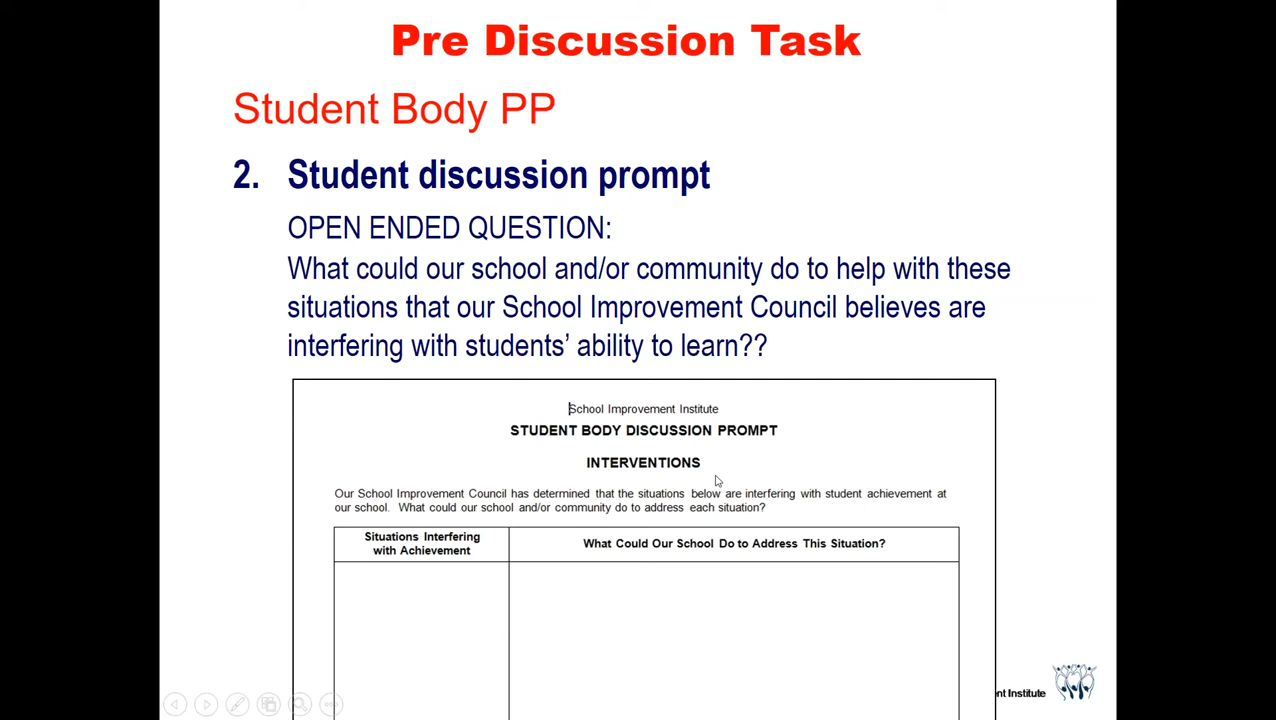 Pre Discussion Task
Student Body PP
2. Student discussion prompt
OPEN ENDED QUESTION:
What could our school and/or community do to help with these
situations that our School Improvement Council believes are
interfering with students’ ability to learn??
School Improvement Institute
STUDENT BODY DISCUSSION PROMPT
INTERVENTIONS
Our School Improvement Council has determined that the situations below are interfering with student achievement at
our school. What could our school and/or community do to address each situation?
Situations Interfering
with Achievement
What Could Our School Do to Address This Situation?
nt Institute